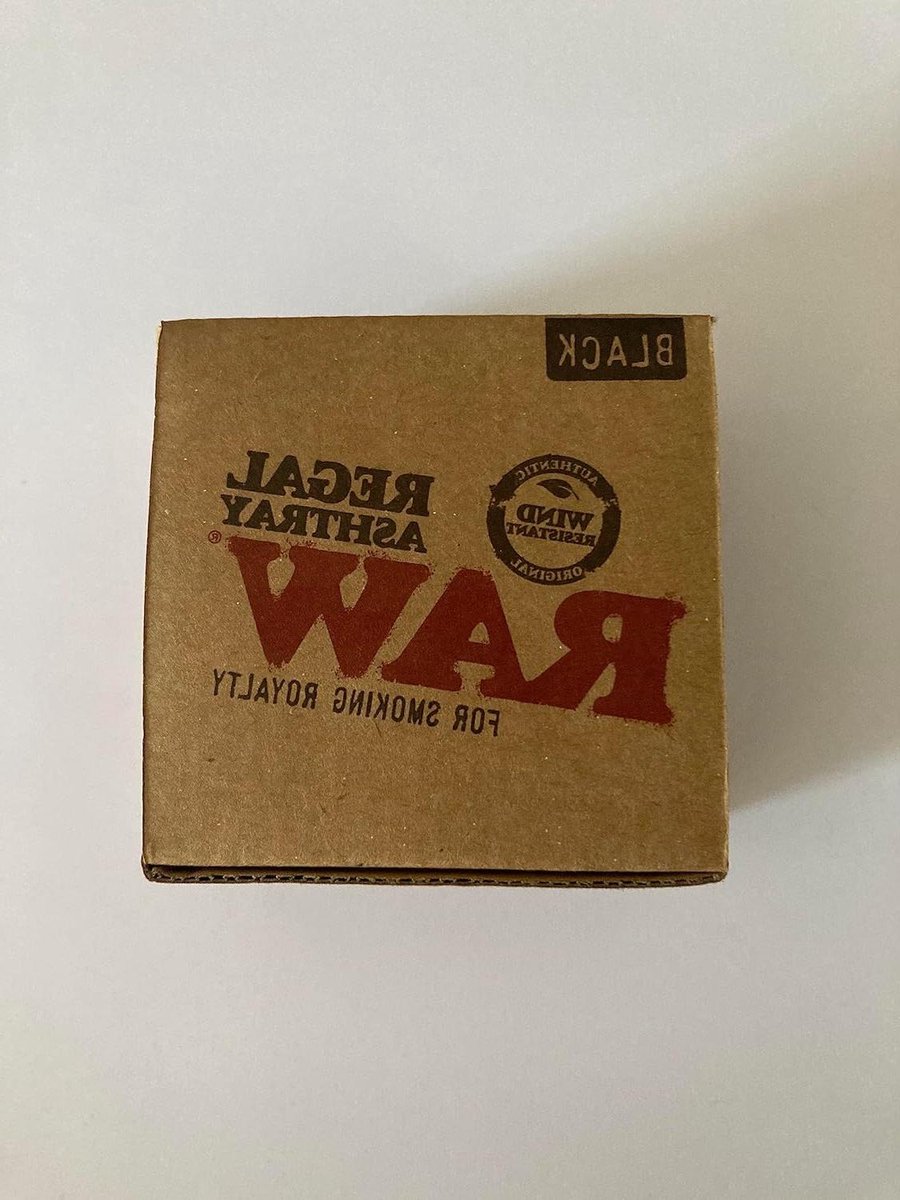 BLACK
AUTHENTIC
WIND
RESISTANT
ORIGINAL
REGAL
ASHTRAY
RAW®
FOR SMOKING ROYALTY